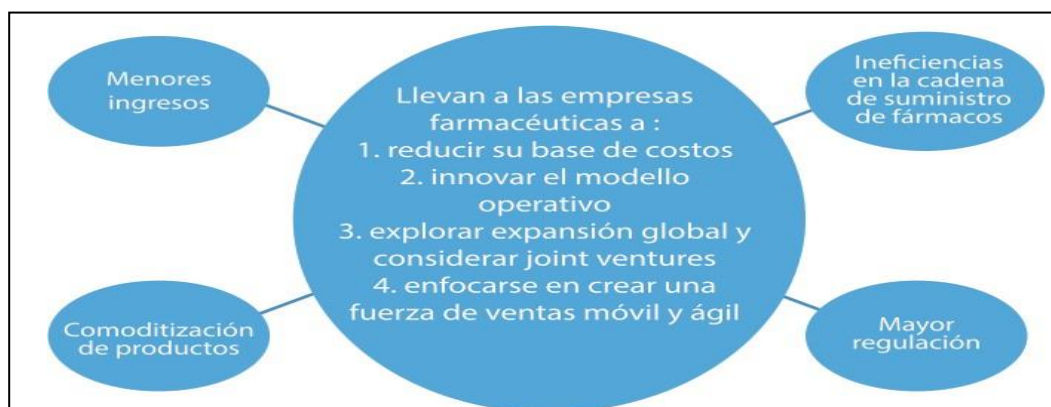 Menores
ingresos
Ineficiencias
en la cadena
de suministro
de fármacos
Llevan a las empresas
farmacéuticas a :
1. reducir su base de costos
2. innovar el modello
operativo
3. explorar expansión global y
considerar joint ventures
4. enfocarse en crear una
fuerza de ventas móvil y ágil
Comoditización
de productos
Mayor
regulación